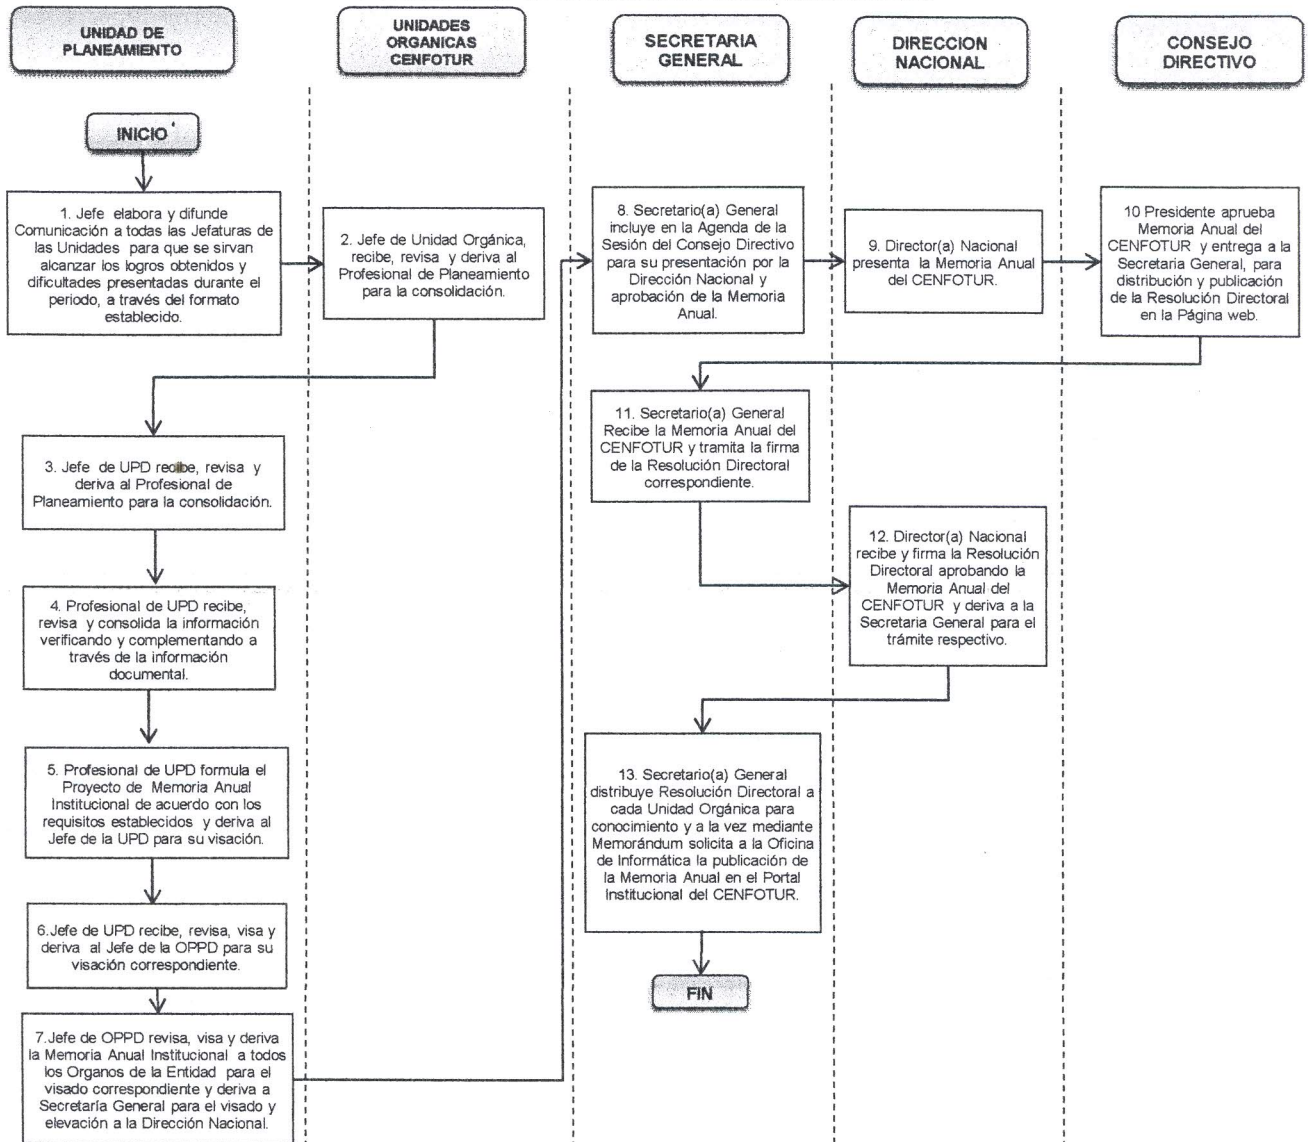 UNIDAD DE
PLANEAMIENTO
UNIDADES
ORGANICAS
CENFOTUR
SECRETARIA
GENERAL
DIRECCION
NACIONAL
CONSEJO
DIRECTIVO
INICIO
1. Jefe elabora y difunde
Comunicación a todas las Jefaturas de
las Unidades para que se sirvan
alcanzar los logros obtenidos y
dificultades presentadas durante el
periodo, a través del formato
establecido.
2. Jefe de Unidad Orgánica,
recibe, revisa y deriva al
Profesional de Planeamiento
para la consolidación.
8. Secretario(a) General
incluye en la Agenda de la
Sesión del Consejo Directivo
para su presentación por la
Dirección Nacional y
aprobación de la Memoria
Anual.
9. Director(a) Nacional
presenta la Memoria Anual
del CENFOTUR.
10 Presidente aprueba
Memoria Anual del
CENFOTUR y entrega a la
Secretaria General, para
distribución y publicación
de la Resolución Directoral
en la Página web.
3. Jefe de UPD recibe, revisa y
deriva al Profesional de
Planeamiento para la consolidación.
11. Secretario(a) General
Recibe la Memoria Anual del
CENFOTUR y tramita la firma
de la Resolución Directoral
correspondiente.
4. Profesional de UPD recibe,
revisa y consolida la información
verificando y complementando a
través de la información
documental.
12. Director(a) Nacional
recibe y firma la Resolución
Directoral aprobando la
Memoria Anual del
CENFOTUR y deriva a la
Secretaria General para el
trámite respectivo.
5. Profesional de UPD formula el
Proyecto de Memoria Anual
Institucional de acuerdo con los
requisitos establecidos y deriva al
Jefe de la UPD para su visación.
13. Secretario(a) General
distribuye Resolución Directoral a
cada Unidad Orgánica para
conocimiento y a la vez mediante
Memorándum solicita a la Oficina
de Informática la publicación de
la Memoria Anual en el Portal
Institucional del CENFOTUR.
6.Jefe de UPD recibe, revisa, visa y
deriva al Jefe de la OPPD para su
visación correspondiente.
FIN
7.Jefe de OPPD revisa, visa y deriva
la Memoria Anual Institucional a todos
los Organos de la Entidad para el
visado correspondiente y deriva a
Secretaría General para el visado y
elevación a la Dirección Nacional.